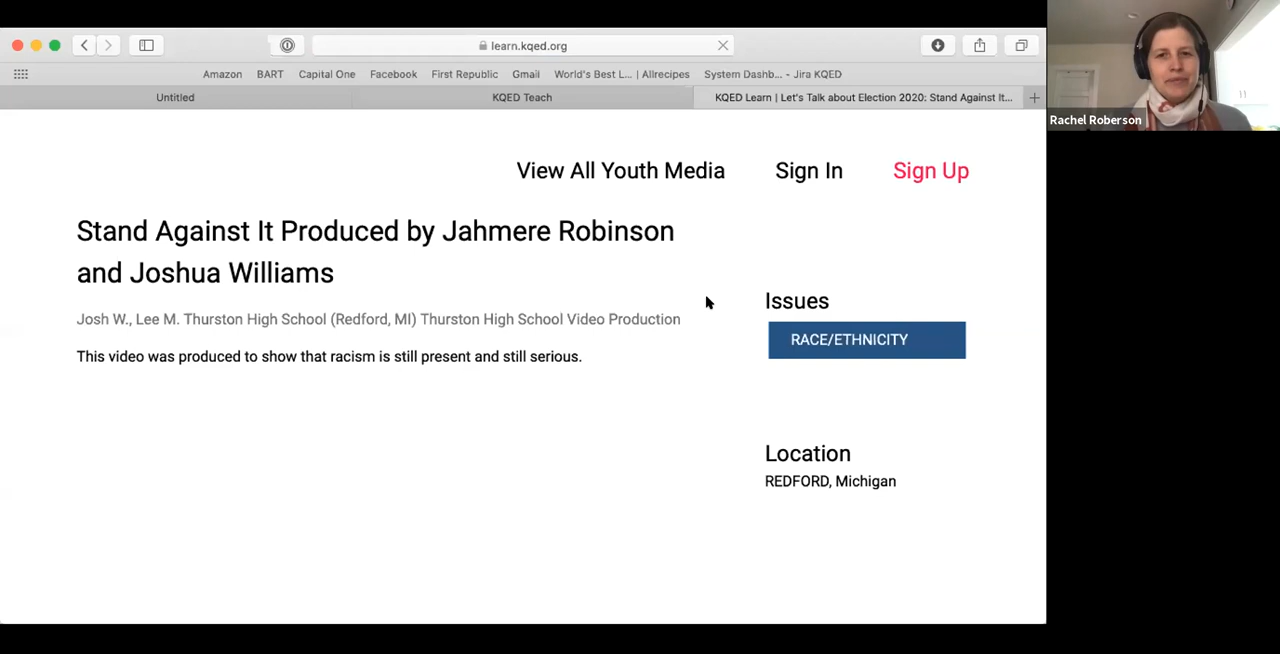 learn.kqed.org
Amazon BART Capital One Facebook First Republic Gmail World's Best L... | Allrecipes System Dashb... - Jira KQED
Untitled KQED Teach KQED Learn | Let's Talk about Election 2020: Stand Against It...
Rachel Roberson
View All Youth Media Sign In Sign Up
Stand Against It Produced by Jahmere Robinson
and Joshua Williams
Josh W., Lee M. Thurston High School (Redford, MI) Thurston High School Video Production
This video was produced to show that racism is still present and still serious.
Issues
RACE/ETHNICITY
Location
REDFORD, Michigan